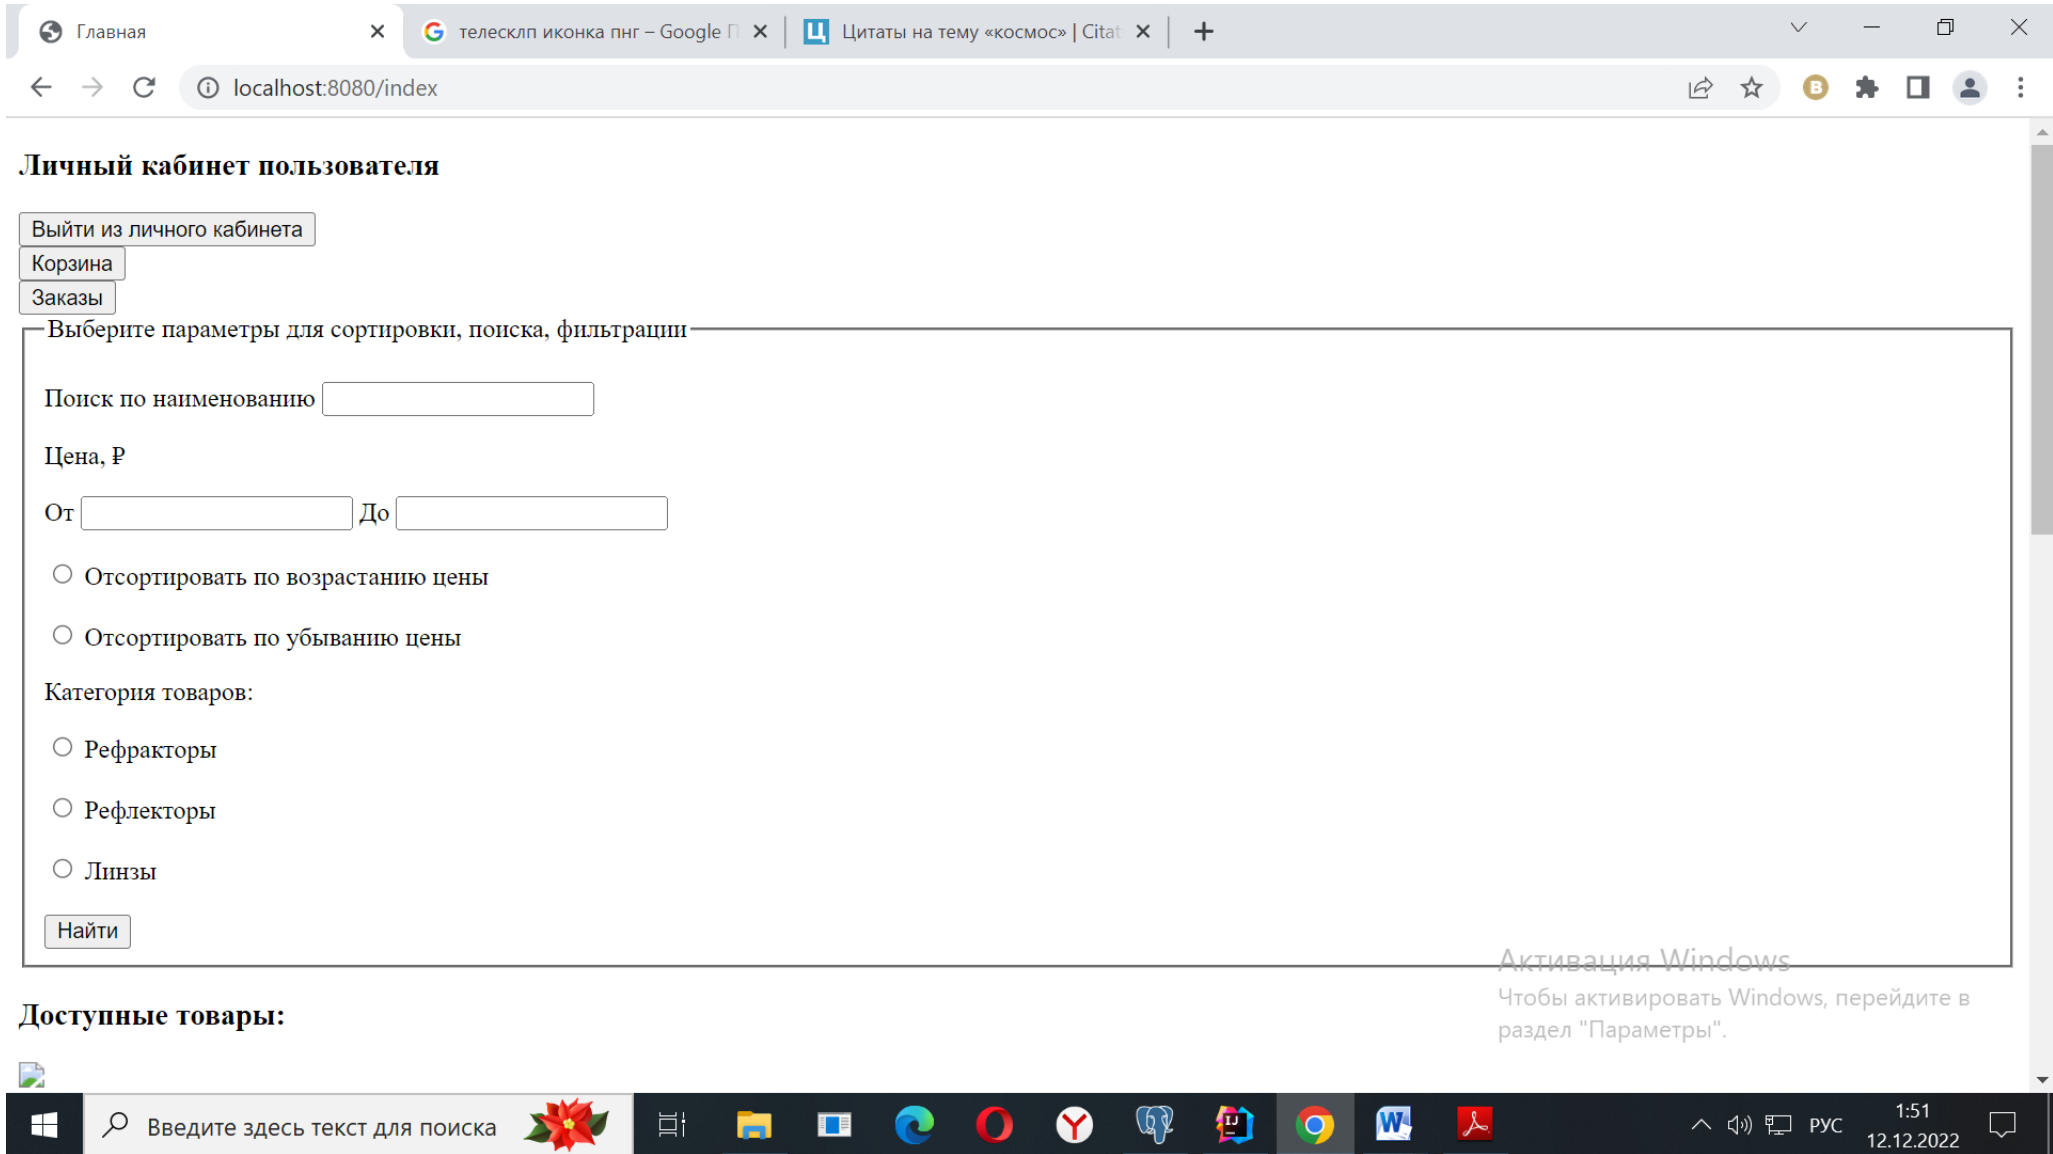 Главная
телесклп иконка пнг – Google П
Ц Цитаты на тему «космос» | Citat
localhost:8080/index
B
Личный кабинет пользователя
Выйти из личного кабинета
Корзина
Заказы
Выберите параметры для сортировки, поиска, фильтрации
Поиск по наименованию
Цена, ₽
От До
Отсортировать по возрастанию цены
Отсортировать по убыванию цены
Категория товаров:
Рефракторы
Рефлекторы
Линзы
Найти
Активация Windows
Чтобы активировать Windows, перейдите в
раздел "Параметры".
Доступные товары:
Введите здесь текст для поиска
РУС
1:51
12.12.2022